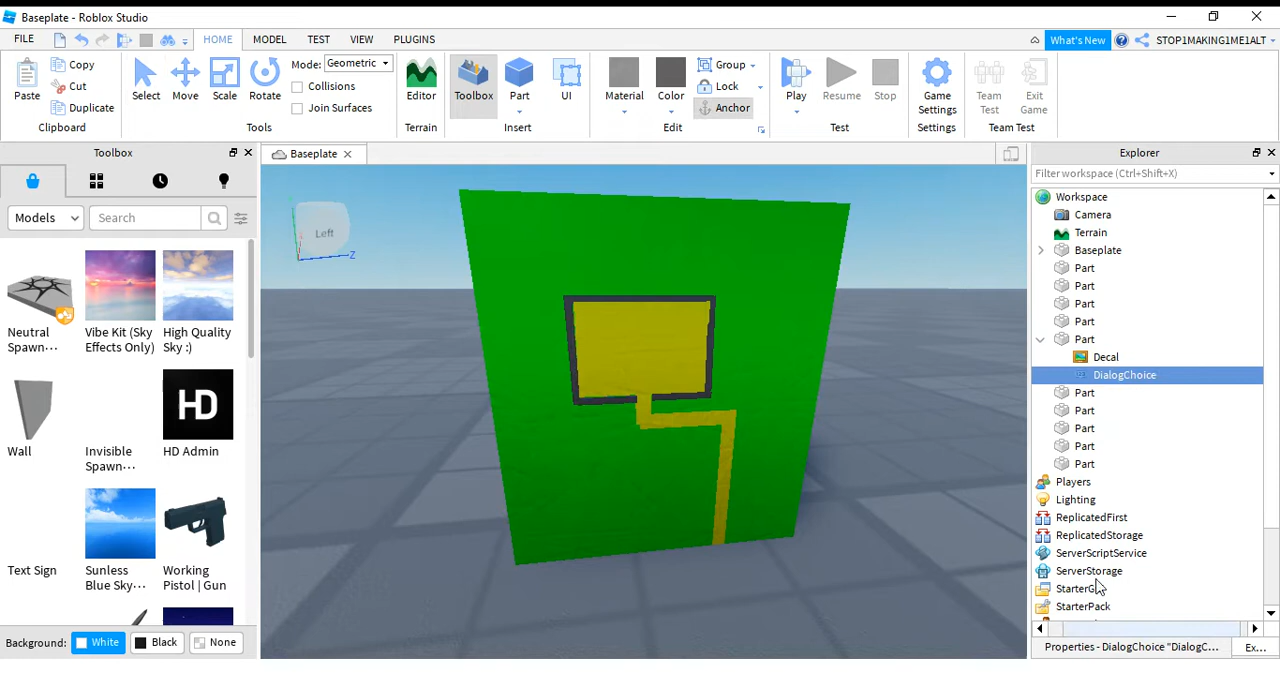 Baseplate - Roblox Studio
FILE HOME MODEL TEST VIEW PLUGINS What's New STOP1MAKING1ME1ALT
Paste Copy Cut Duplicate Clipboard
Select Move Scale Rotate Mode: Geometric Collisions Join Surfaces Tools
Editor Terrain
Toolbox Part UI Insert
Material Color Group Lock Anchor Edit
Play Resume Stop Test
Game Settings Settings
Team Test Exit Game Team Test
Toolbox
Models Search
Neutral Spawn...
Vibe Kit (Sky Effects Only)
High Quality Sky :)
Wall
Invisible Spawn...
HD
HD Admin
Text Sign
Sunless Blue Sky...
Working Pistol | Gun
Background: White Black None
Baseplate
Left
Z
Explorer
Filter workspace (Ctrl+Shift+X)
Workspace
Camera
Terrain
Baseplate
Part
Part
Part
Part
Part
Decal
DialogChoice
Part
Part
Part
Part
Part
Players
Lighting
ReplicatedFirst
ReplicatedStorage
ServerScriptService
ServerStorage
StarterPack
Properties - DialogChoice "DialogC... Ex...